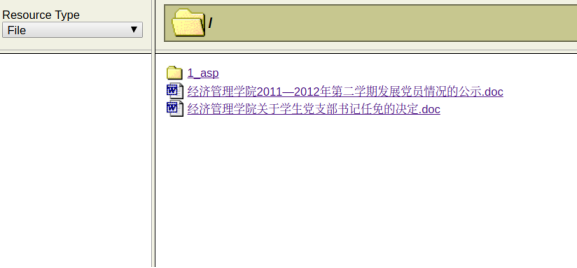 Resource Type
File
/
1_asp
经济管理学院2011—2012年第二学期发展党员情况的公示.doc
经济管理学院关于学生党支部书记任免的决定.doc